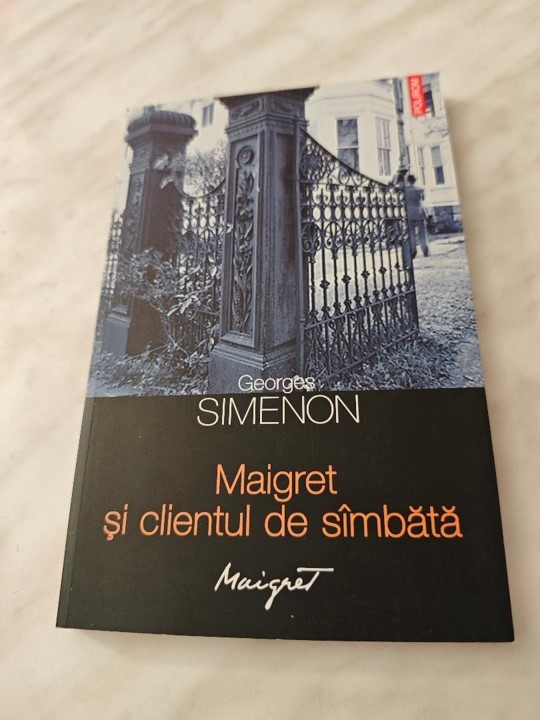 POLIROM
Georges
SIMENON
Maigret
şi clientul de sîmbătă
Maigret